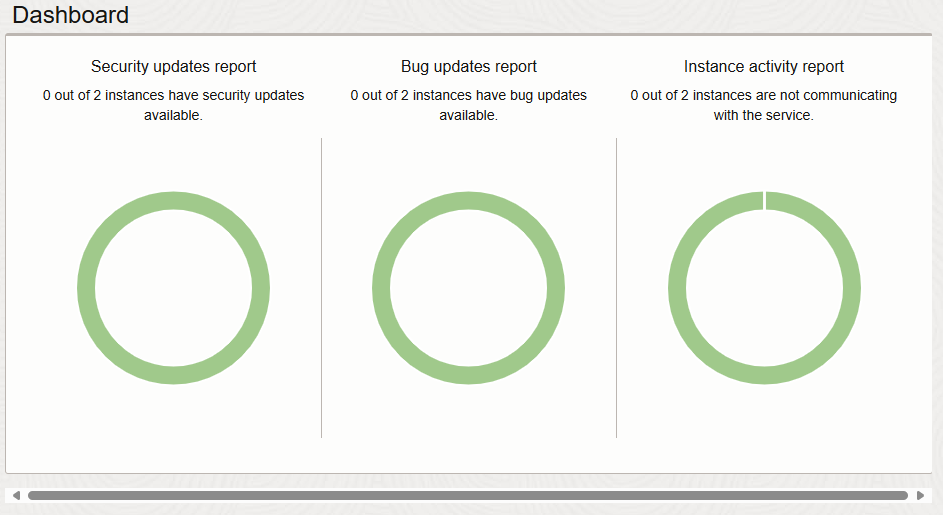 Dashboard
Security updates report
0 out of 2 instances have security updates
available.
Bug updates report
0 out of 2 instances have bug updates
available.
Instance activity report
0 out of 2 instances are not communicating
with the service.